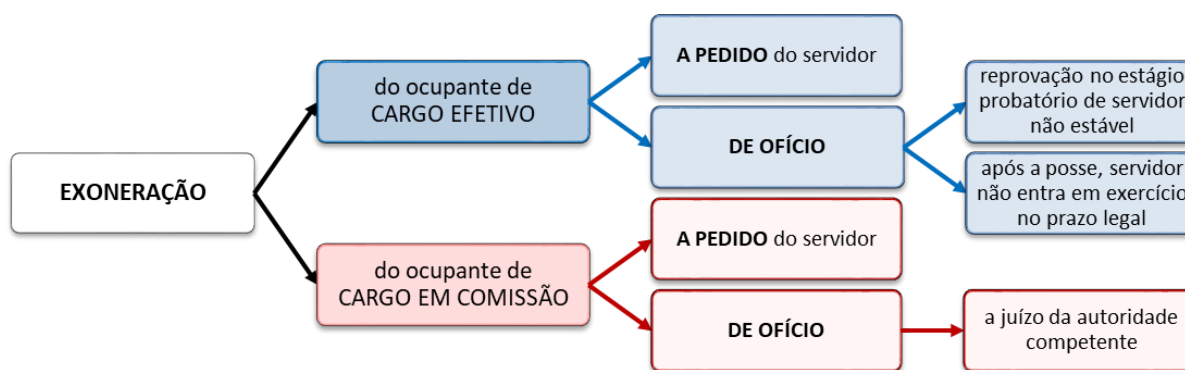 EXONERAÇÃO
do ocupante de
CARGO EFETIVO
A PEDIDO do servidor
DE OFÍCIO
reprovação no estágio
probatório de servidor
não estável
após a posse, servidor
não entra em exercício
no prazo legal
do ocupante de
CARGO EM COMISSÃO
A PEDIDO do servidor
DE OFÍCIO
a juízo da autoridade
competente